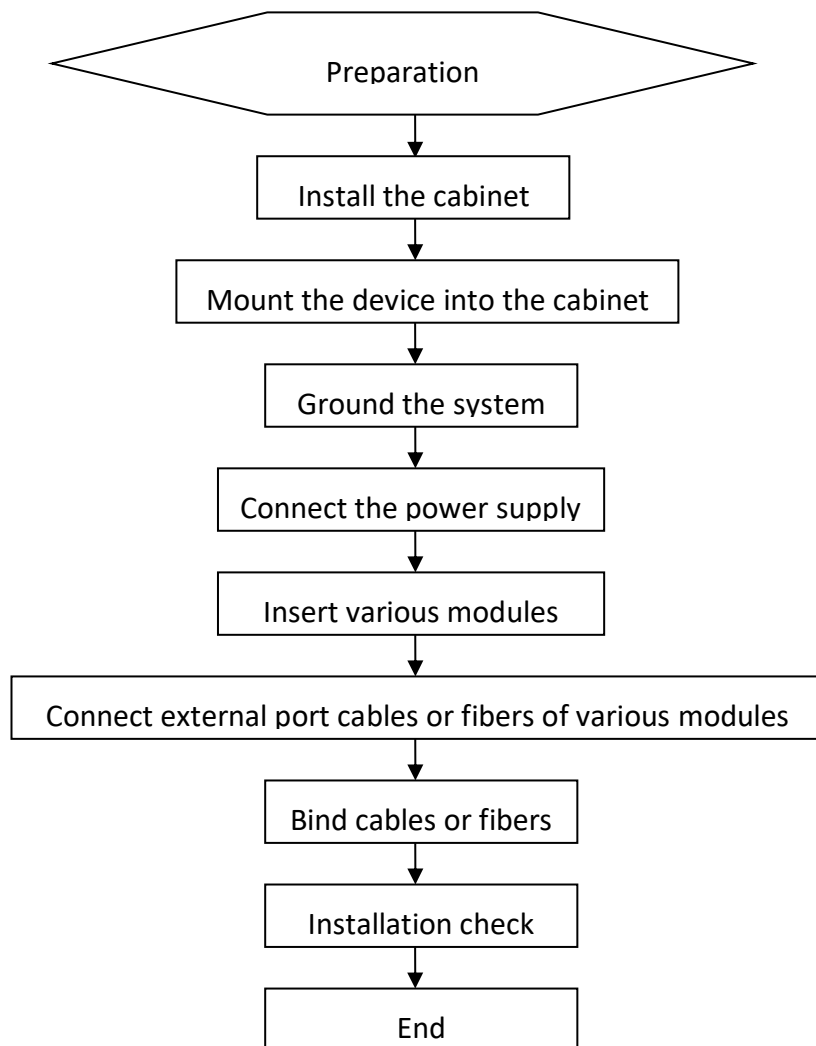 Preparation
Install the cabinet
Mount the device into the cabinet
Ground the system
Connect the power supply
Insert various modules
Connect external port cables or fibers of various modules
Bind cables or fibers
Installation check
End